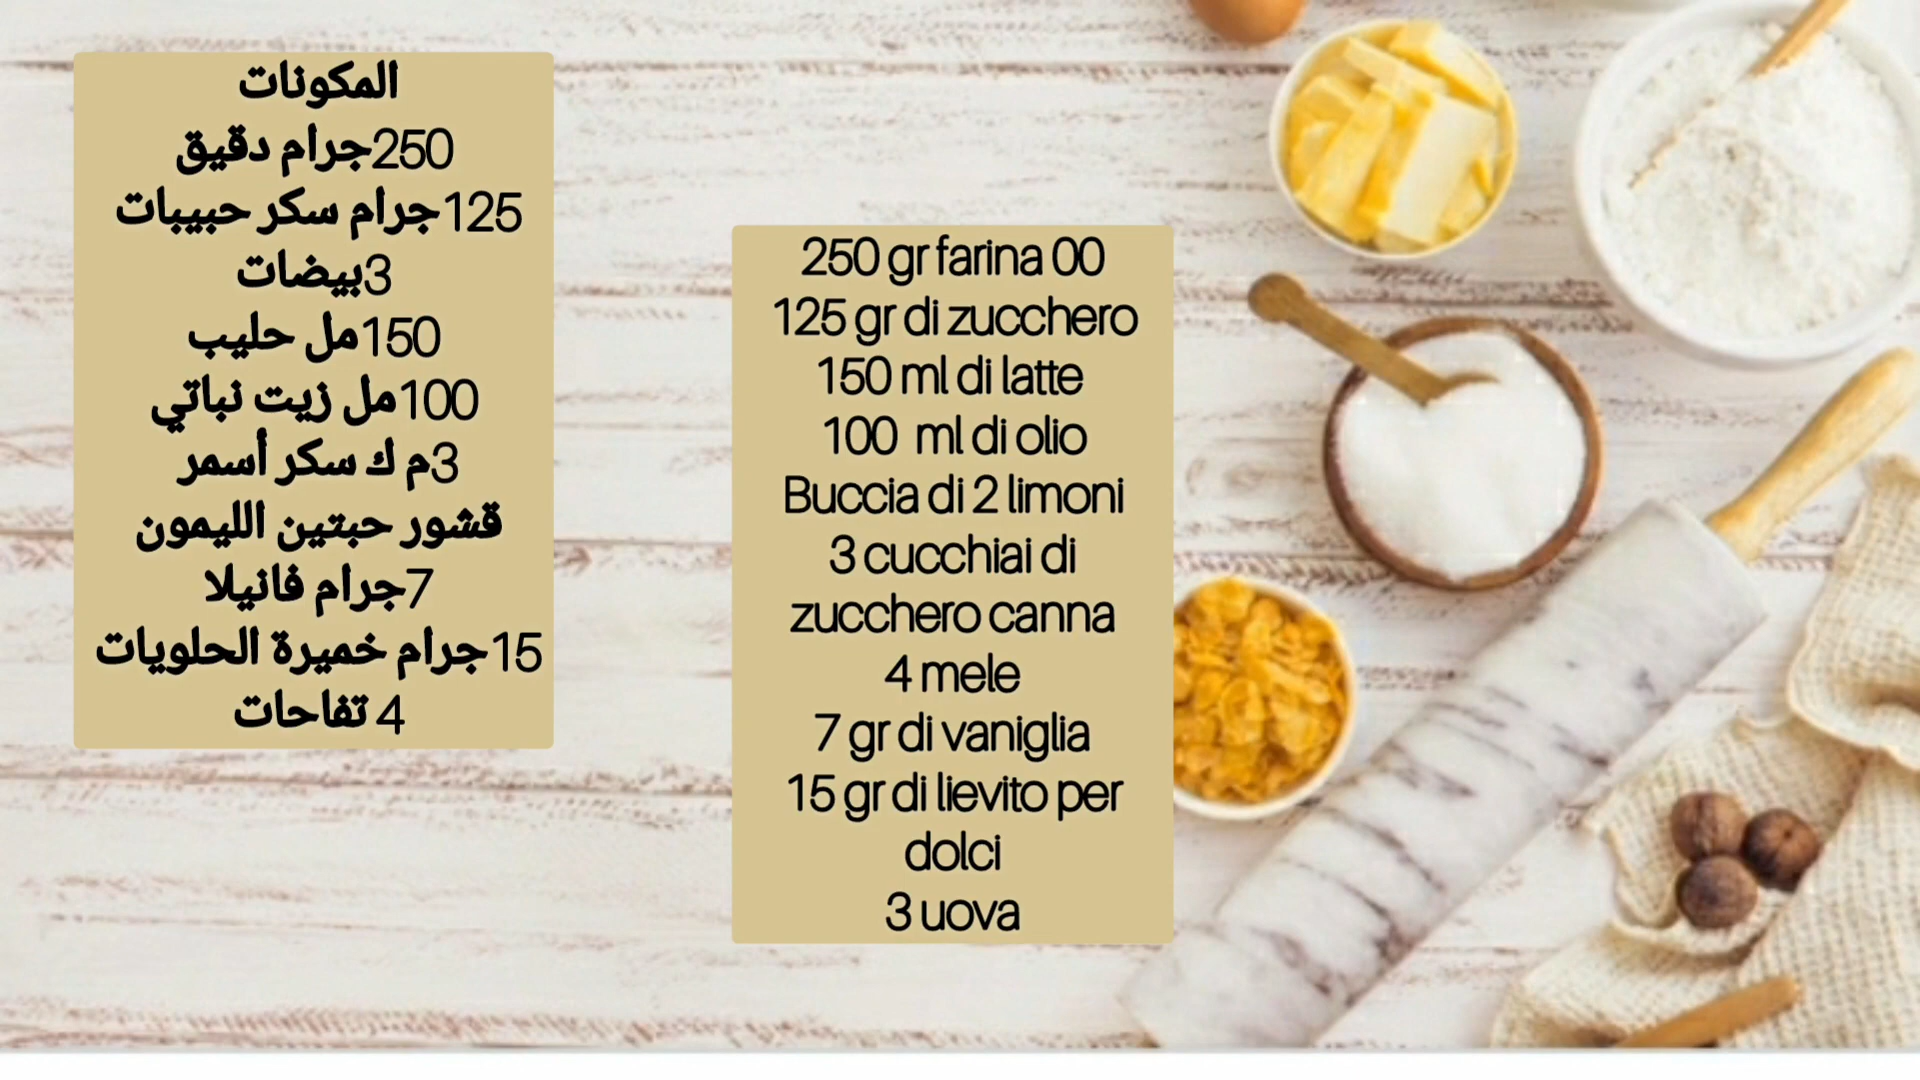 المكونات
250جرام دقيق
125جرام سكر حبيبات
3بيضات
150مل حليب
100مل زيت نباتي
3م ك سكر أسمر
قشور حبتين الليمون
7جرام فانيلا
15جرام خميرة الحلويات
4 تفاحات
250 gr farina 00
125 gr di zucchero
150 ml di latte
100 ml di olio
Buccia di 2 limoni
3 cucchiai di
zucchero canna
4 mele
7 gr di vaniglia
15 gr di lievito per
dolci
3 uova